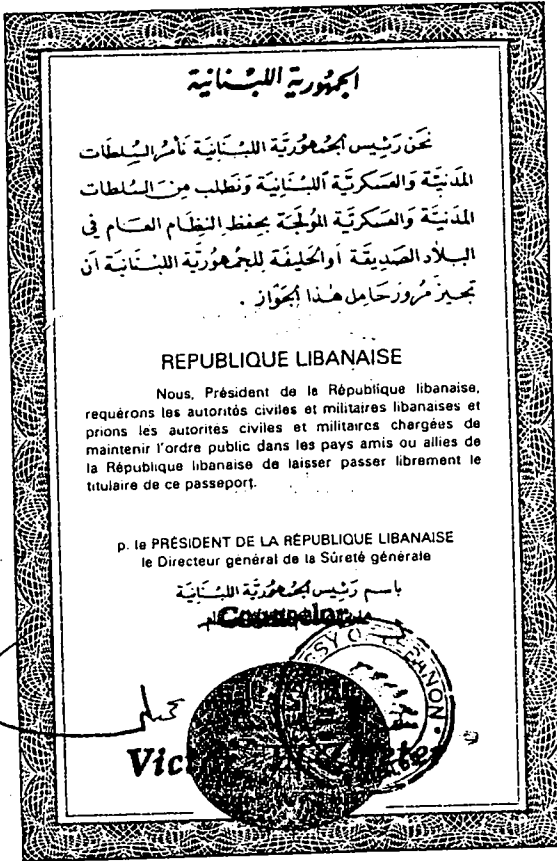 الجمهورية اللبنانية
نحن رئيس الجمهورية اللبنانية نأمر السلطات
المدنية والعسكرية اللبنانية ونطلب من السلطات
المدنية والعسكرية المولجة بحفظ النظام العام في
البلاد الصديقة أو الحليفة للجمهورية اللبنانية أن
تجيز مرور حامل هذا الجواز .
REPUBLIQUE LIBANAISE
Nous, Président de la République libanaise,
requérons les autorités civiles et militaires libanaises et
prions les autorités civiles et militaires chargées de
maintenir l'ordre public dans les pays amis ou allies de
la République libanaise de laisser passer librement le
titulaire de ce passeport.
p. le PRÉSIDENT DE LA RÉPUBLIQUE LIBANAISE
le Directeur général de la Sûreté générale
باسم رئيس الجمهورية اللبنانية
Counselor
OF LEBANON